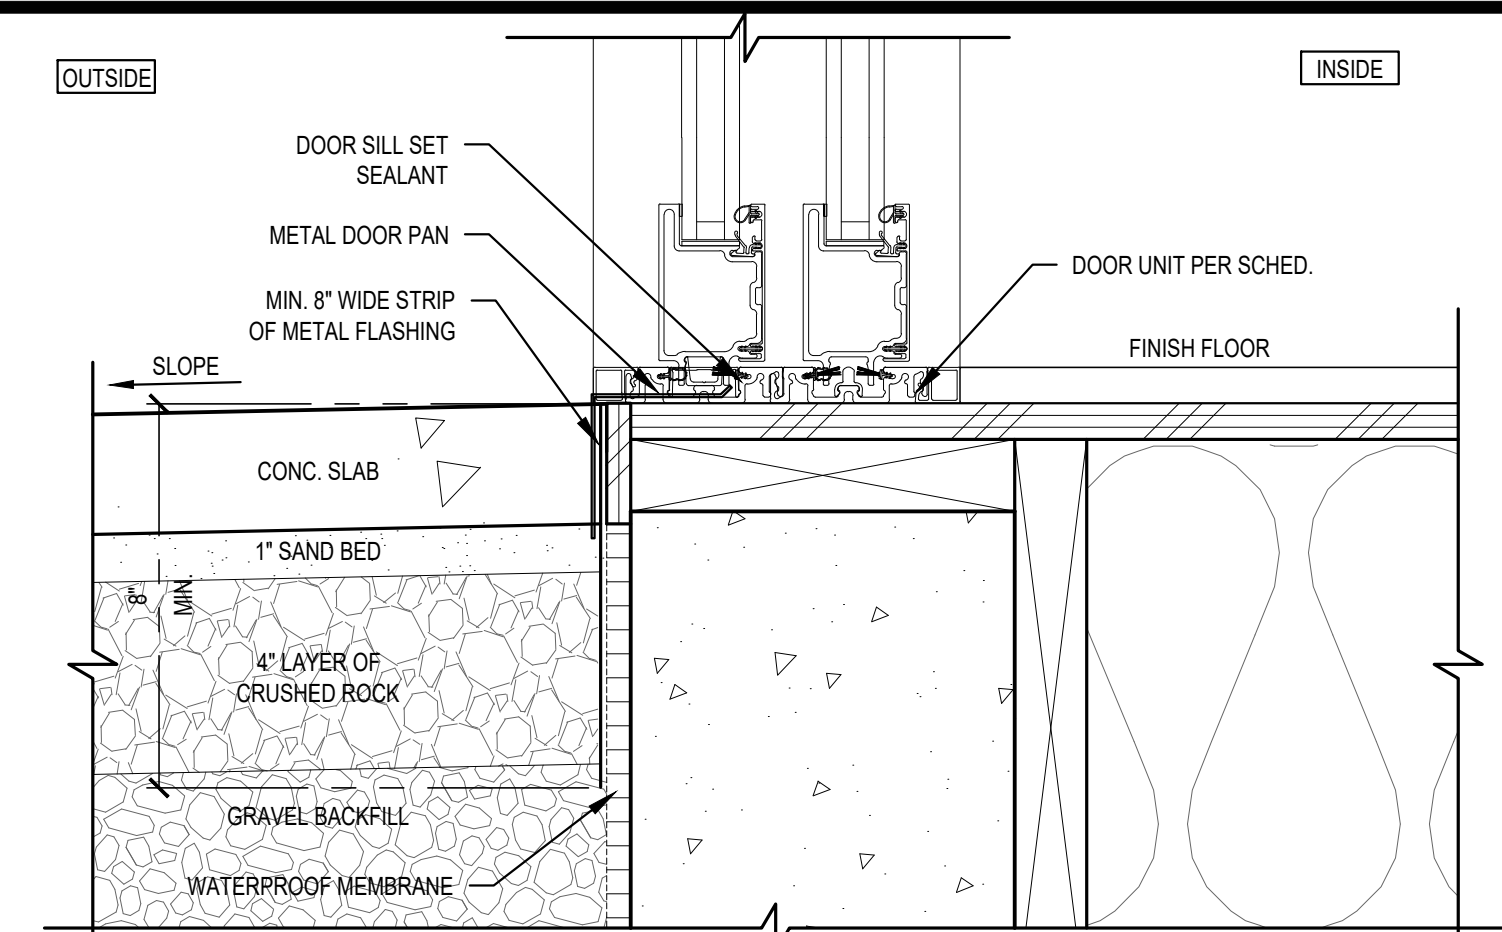 OUTSIDE
INSIDE
DOOR SILL SET
SEALANT
METAL DOOR PAN
DOOR UNIT PER SCHED.
MIN. 8" WIDE STRIP
OF METAL FLASHING
FINISH FLOOR
SLOPE
CONC. SLAB
1" SAND BED
8"
MIN.
4" LAYER OF
CRUSHED ROCK
GRAVEL BACKFILL
WATERPROOF MEMBRANE